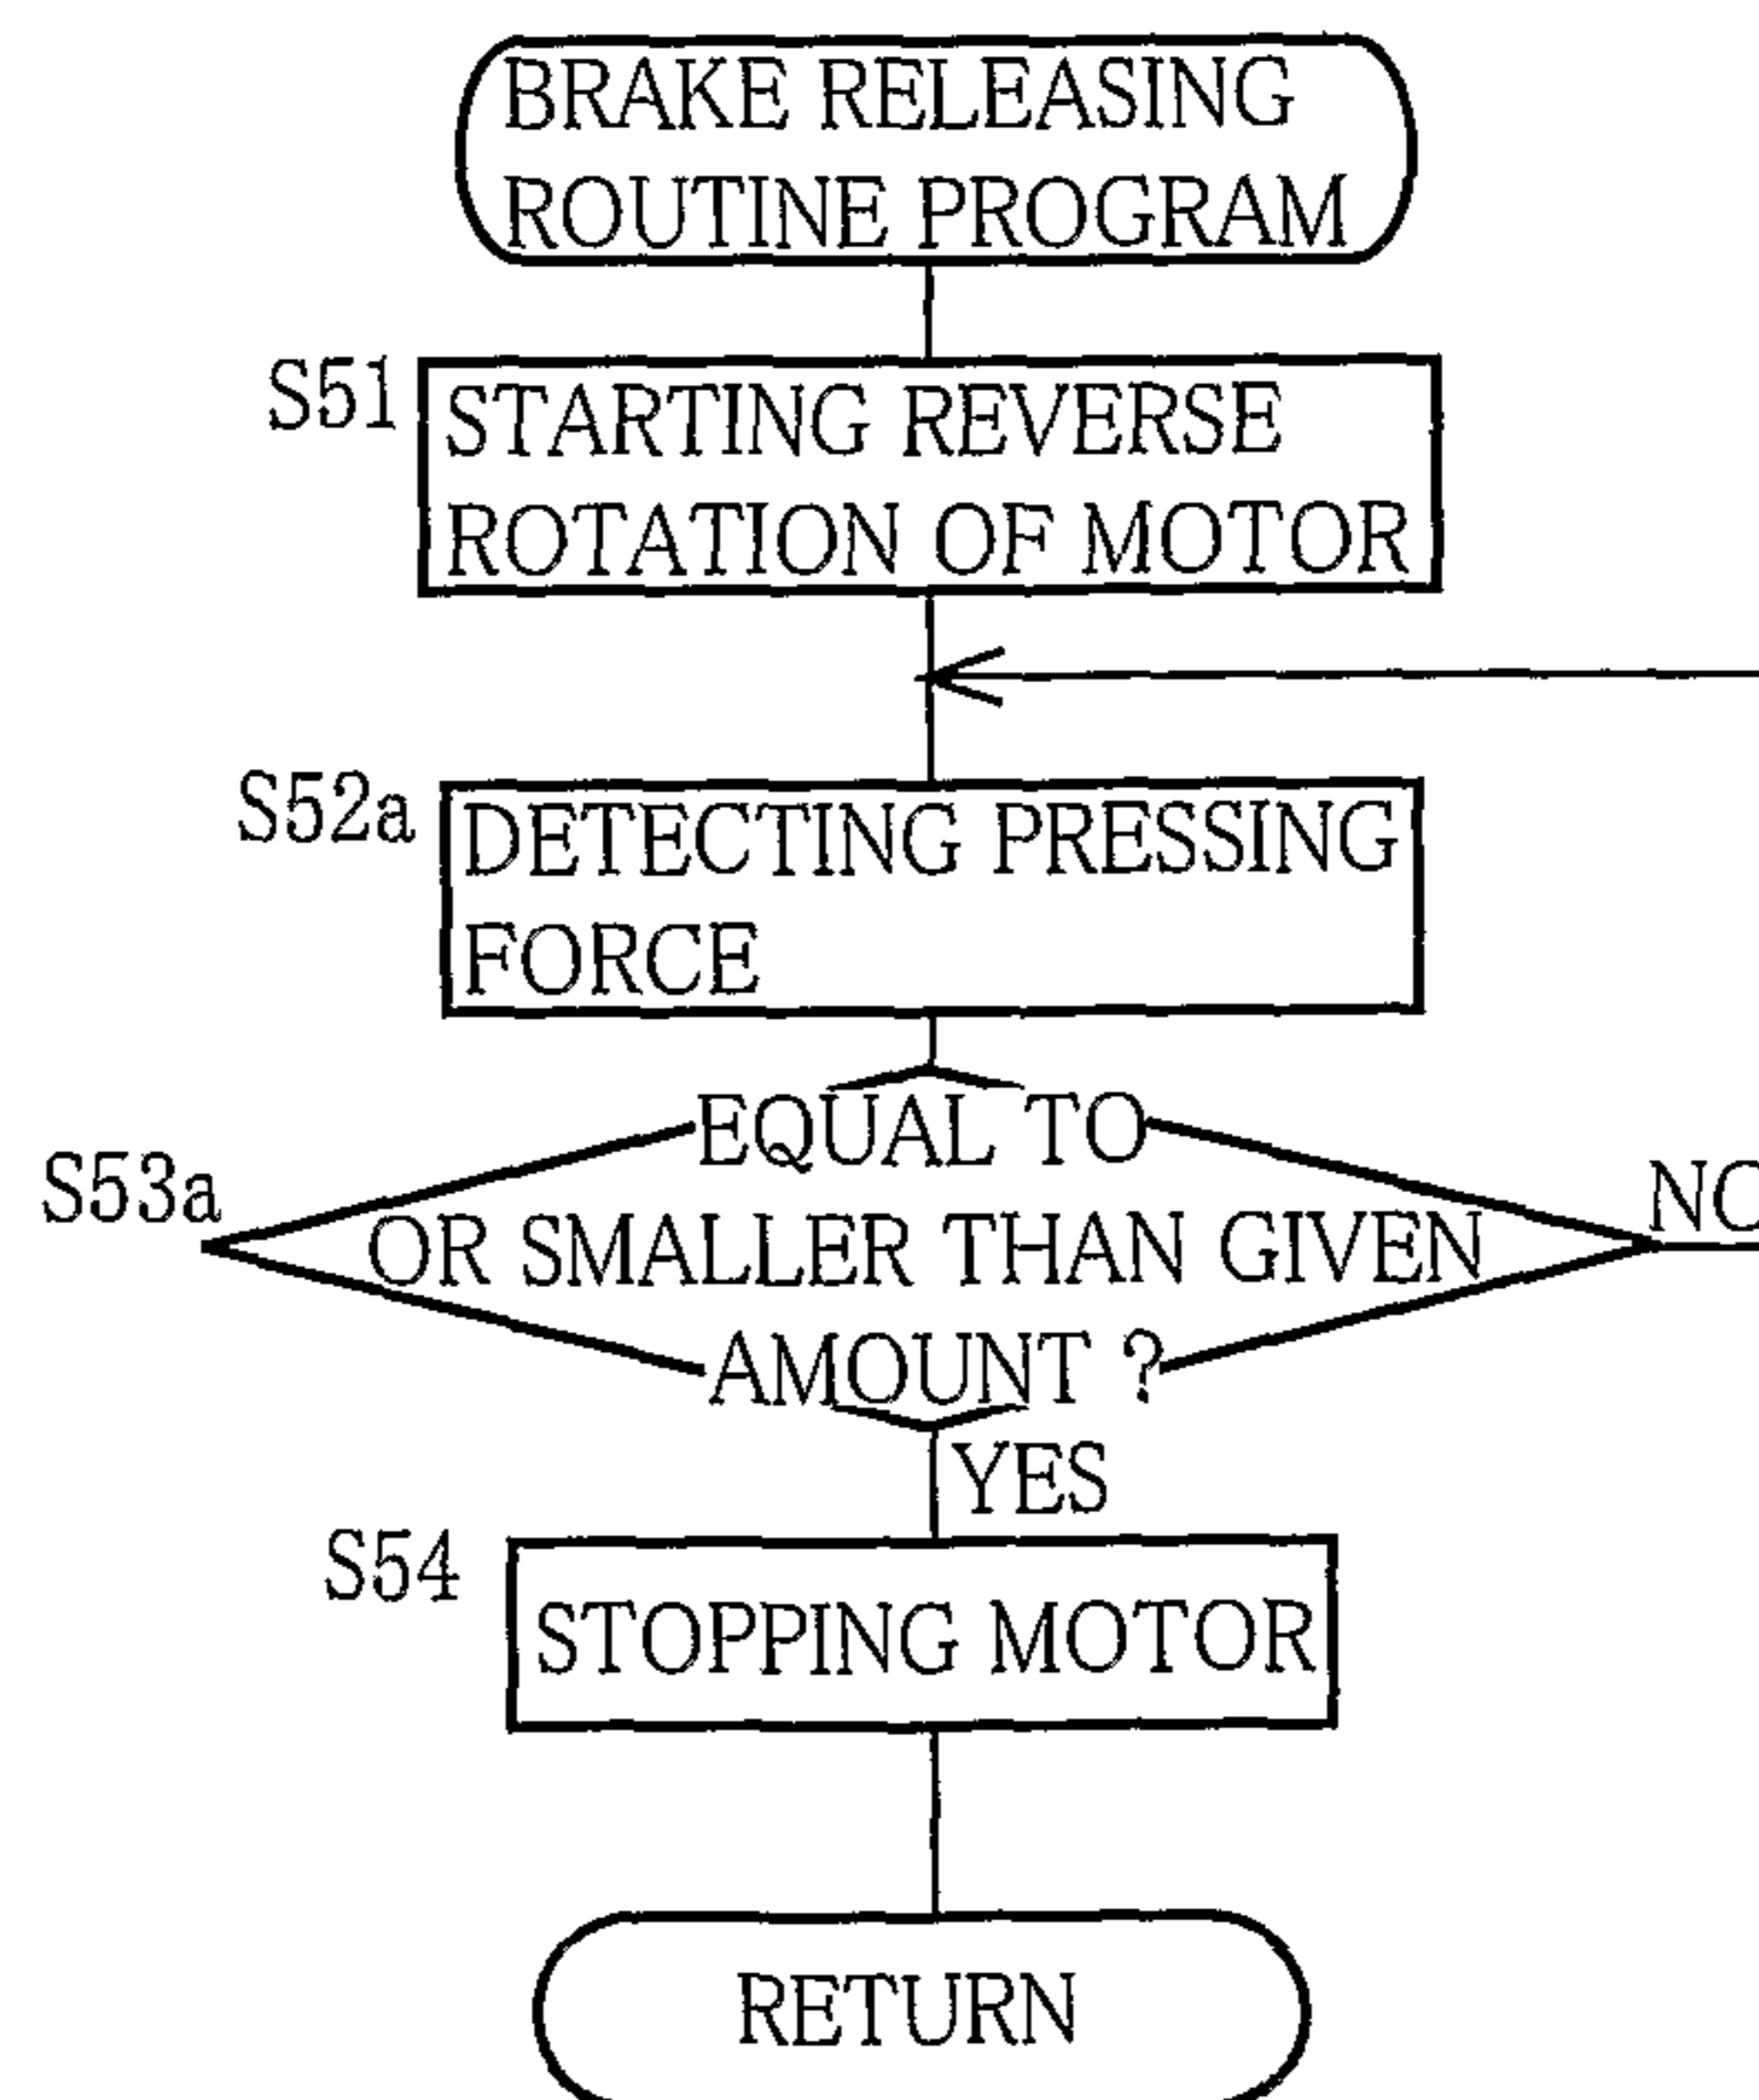 BRAKE RELEASING
ROUTINE PROGRAM
S51
STARTING REVERSE
ROTATION OF MOTOR
S52a
DETECTING PRESSING
FORCE
S53a
EQUAL TO
OR SMALLER THAN GIVEN
AMOUNT ?
NO
YES
S54
STOPPING MOTOR
RETURN